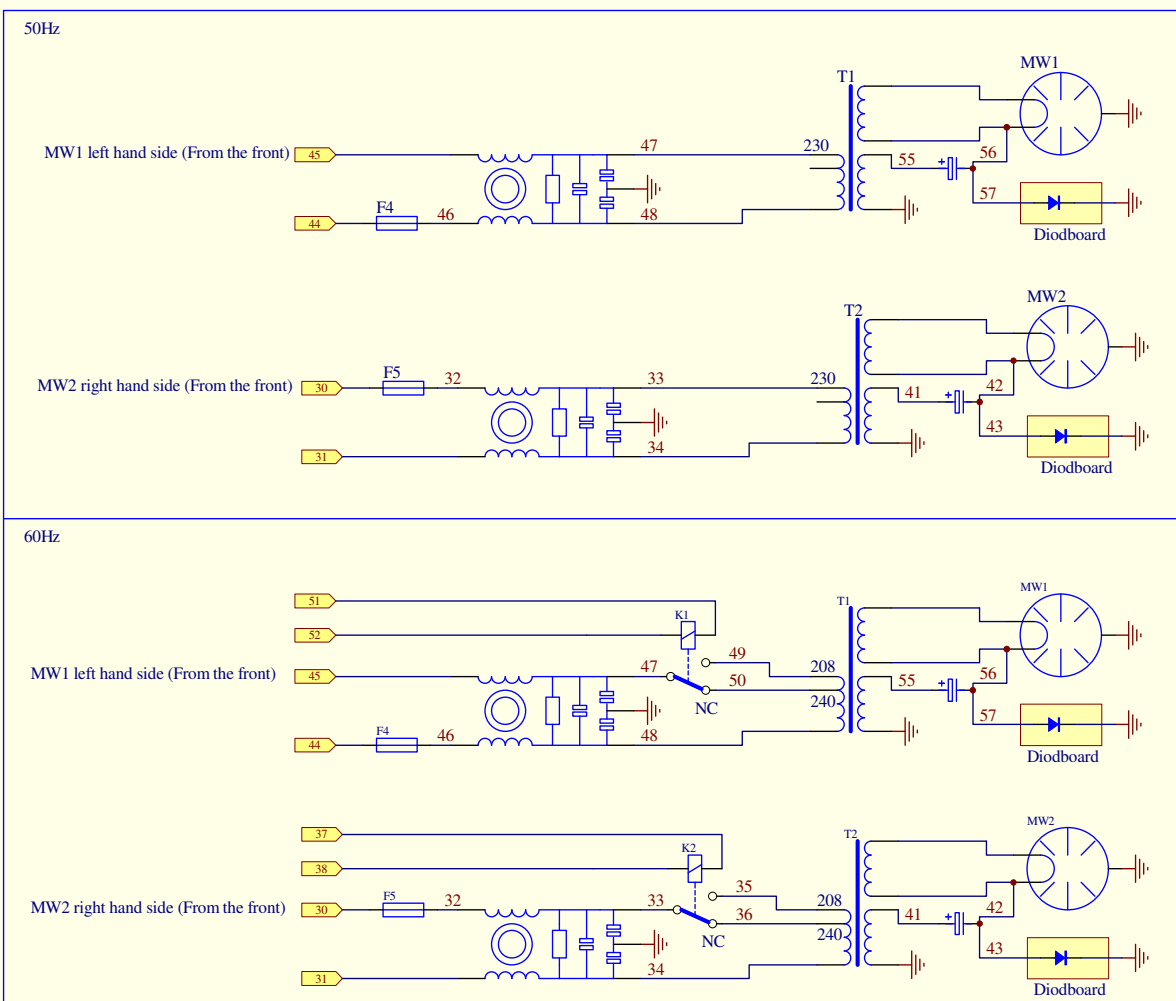 50Hz
MW1
T1
MW1 left hand side (From the front) 45 47 230 55 56
57
44 F4 46 48
Diodboard
MW2
T2
MW2 right hand side (From the front) 30 F5 32 33 230 41 42
43
31 34
Diodboard
60Hz
51
52 K1 T1 MW1
MW1 left hand side (From the front) 45 47 49 208 55 56
50 240
NC 57
44 F4 46 48
Diodboard
37
38 K2 T2 MW2
MW2 right hand side (From the front) 30 F5 32 33 35 208 41 42
36 240
NC 43
31 34
Diodboard